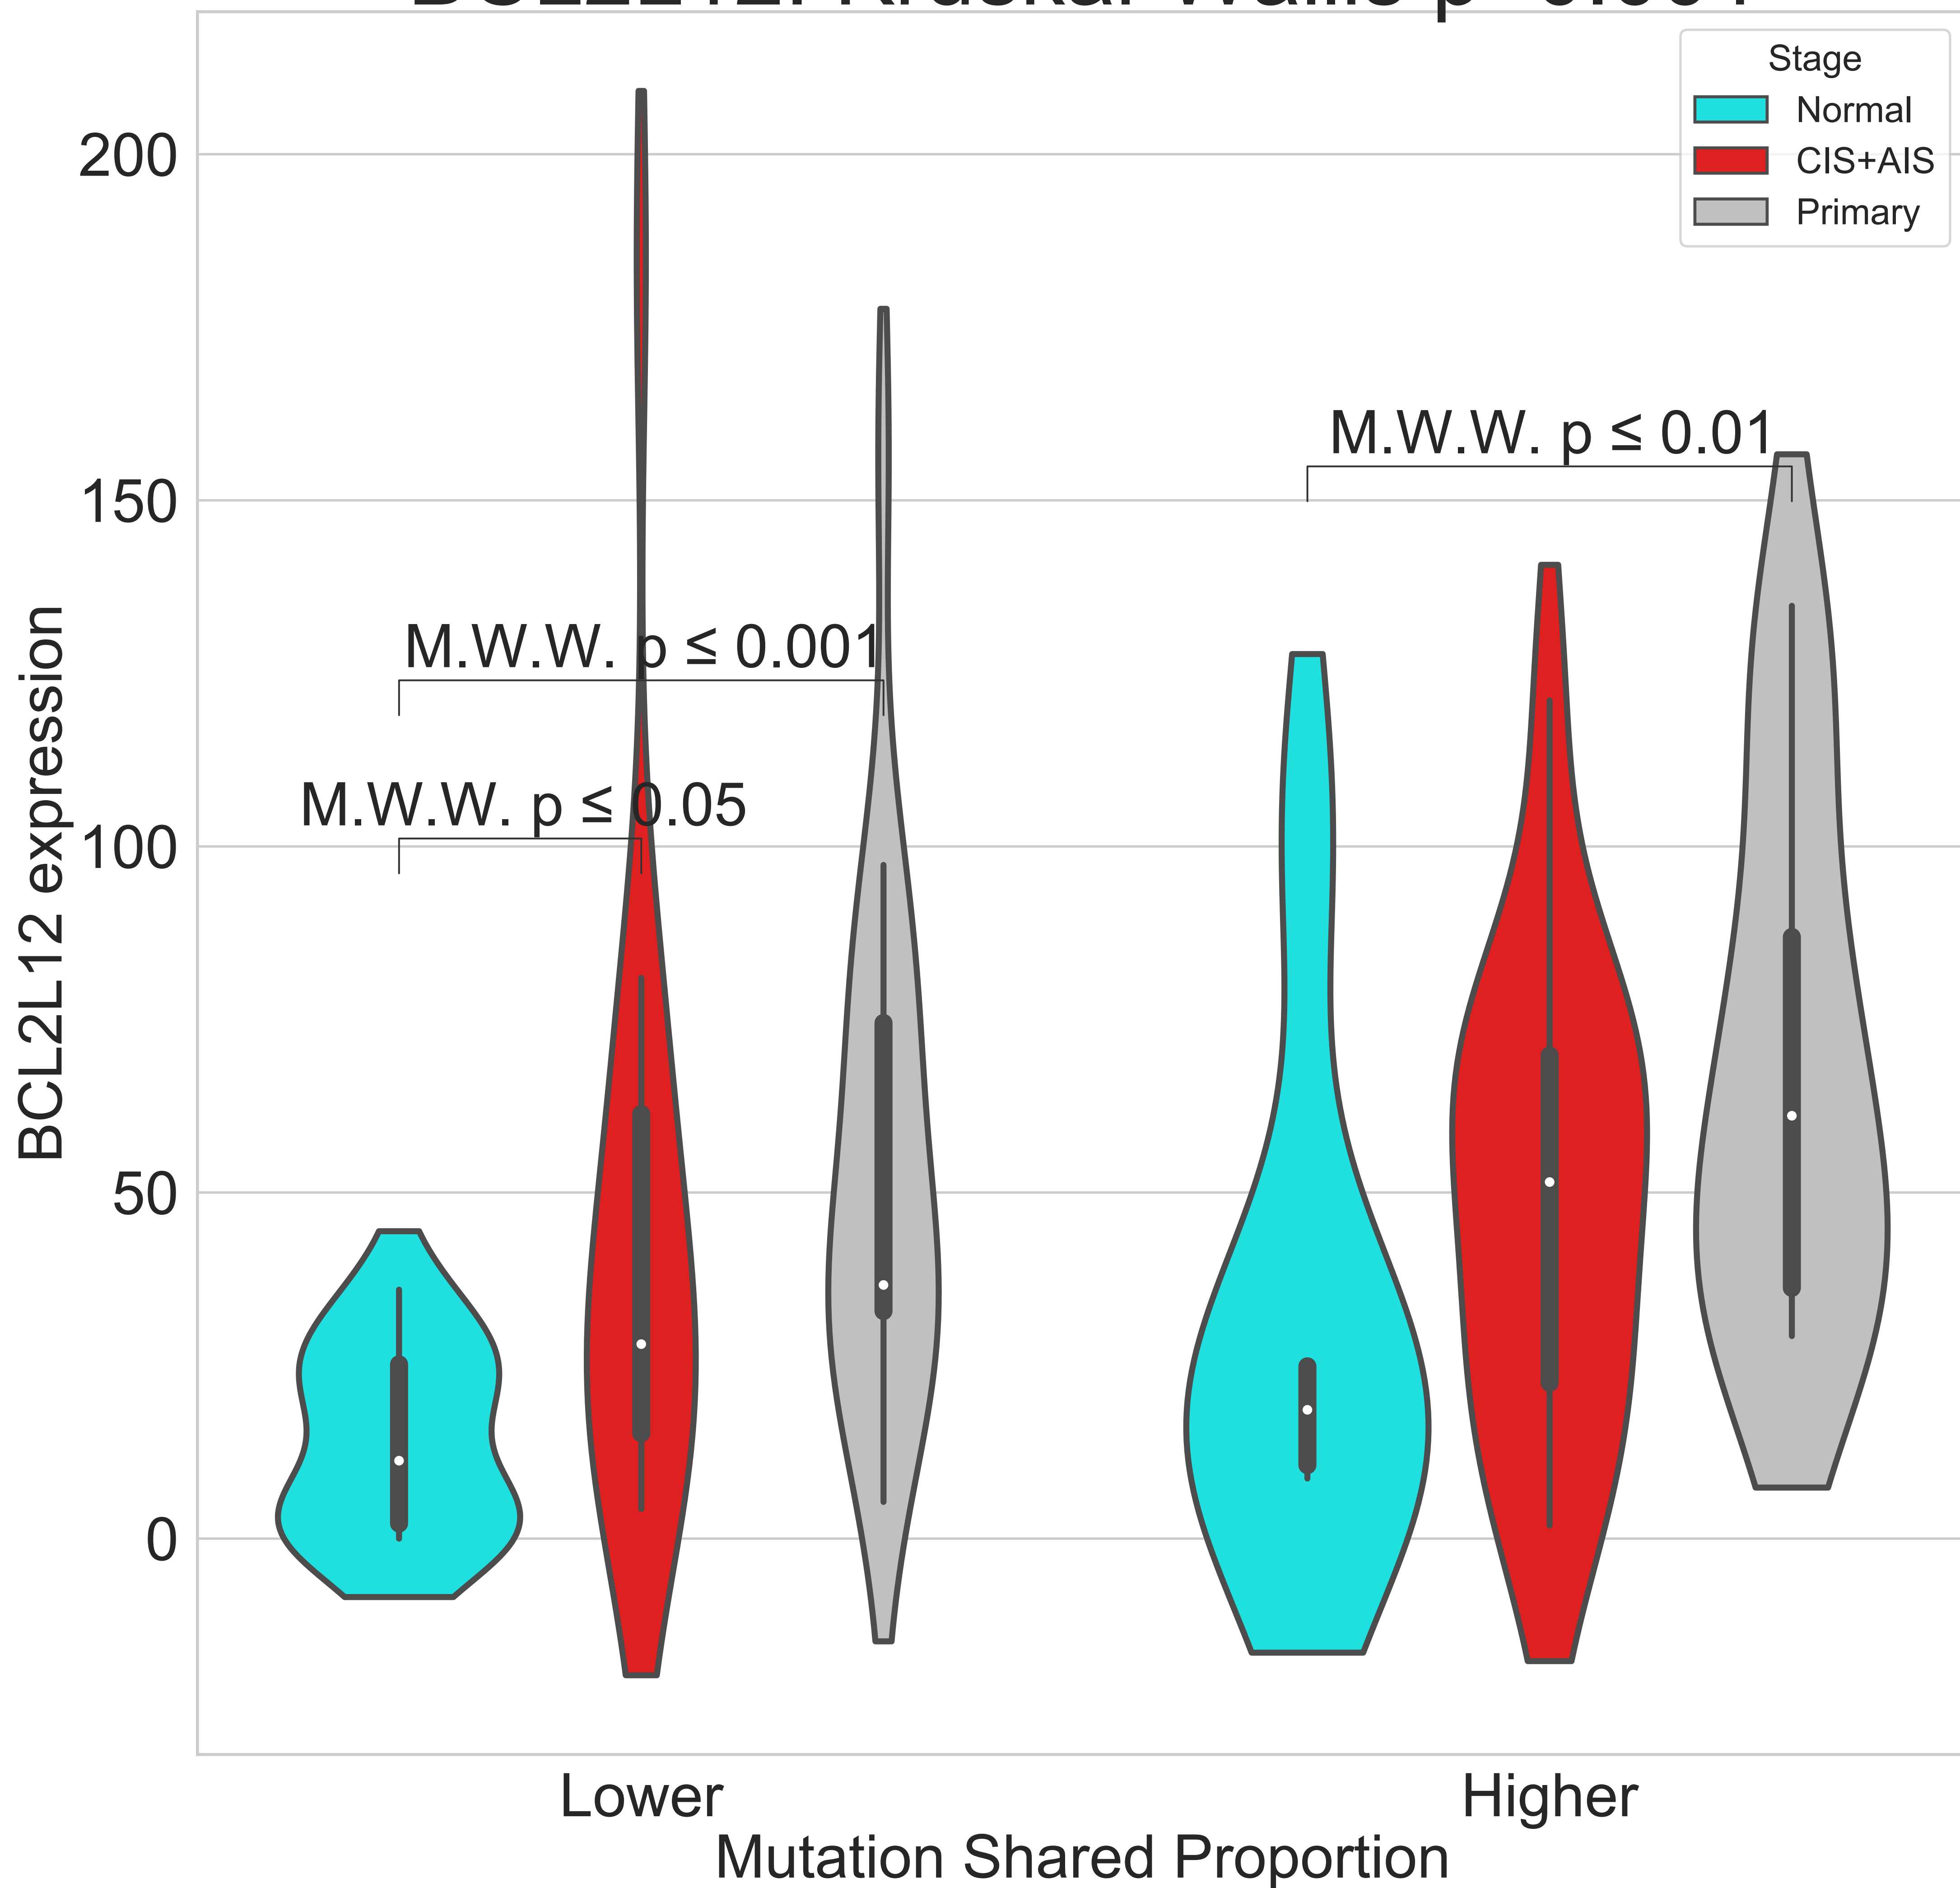 Stage
Normal
CIS+AIS
Primary
200
150
100
50
0
BCL2L12 expression
M.W.W. p ≤ 0.01
M.W.W. p ≤ 0.001
M.W.W. p ≤ 0.05
Lower
Higher
Mutation Shared Proportion